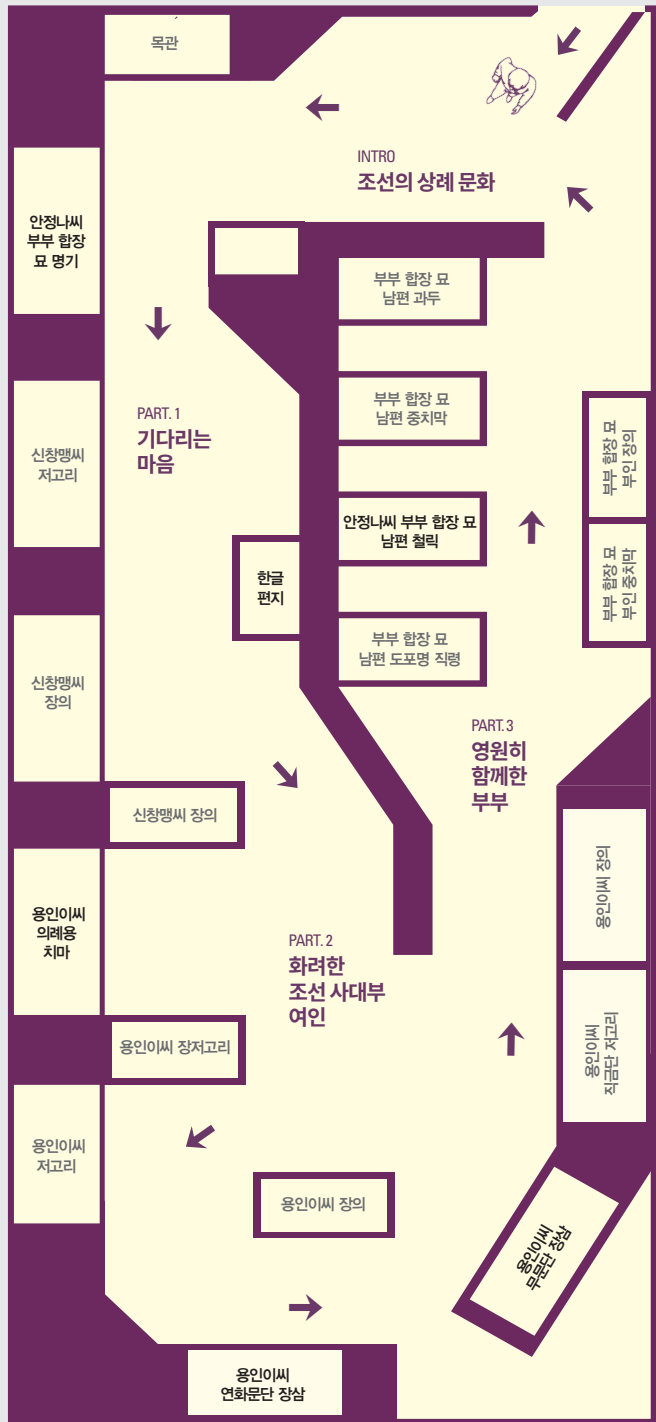 목관
INTRO
조선의 상례 문화
안정나씨
부부 합장
묘 명기
부부 합장 묘
남편 과두
PART. 1
기다리는
마음
신창맹씨
저고리
부부 합장 묘
남편 중치막
부부 합장 묘
부인 장의
안정나씨 부부 합장 묘
남편 철릭
부부 합장 묘
부인 중치막
한글
편지
부부 합장 묘
남편 도포명 직령
신창맹씨
장의
PART. 3
영원히
함께한
부부
신창맹씨 장의
용인이씨 장의
용인이씨
의례용
치마
PART. 2
화려한
조선 사대부
여인
용인이씨 장저고리
용인이씨
직금단 저고리
용인이씨
저고리
용인이씨 장의
용인이씨
무문단 장삼
용인이씨
연화문단 장삼